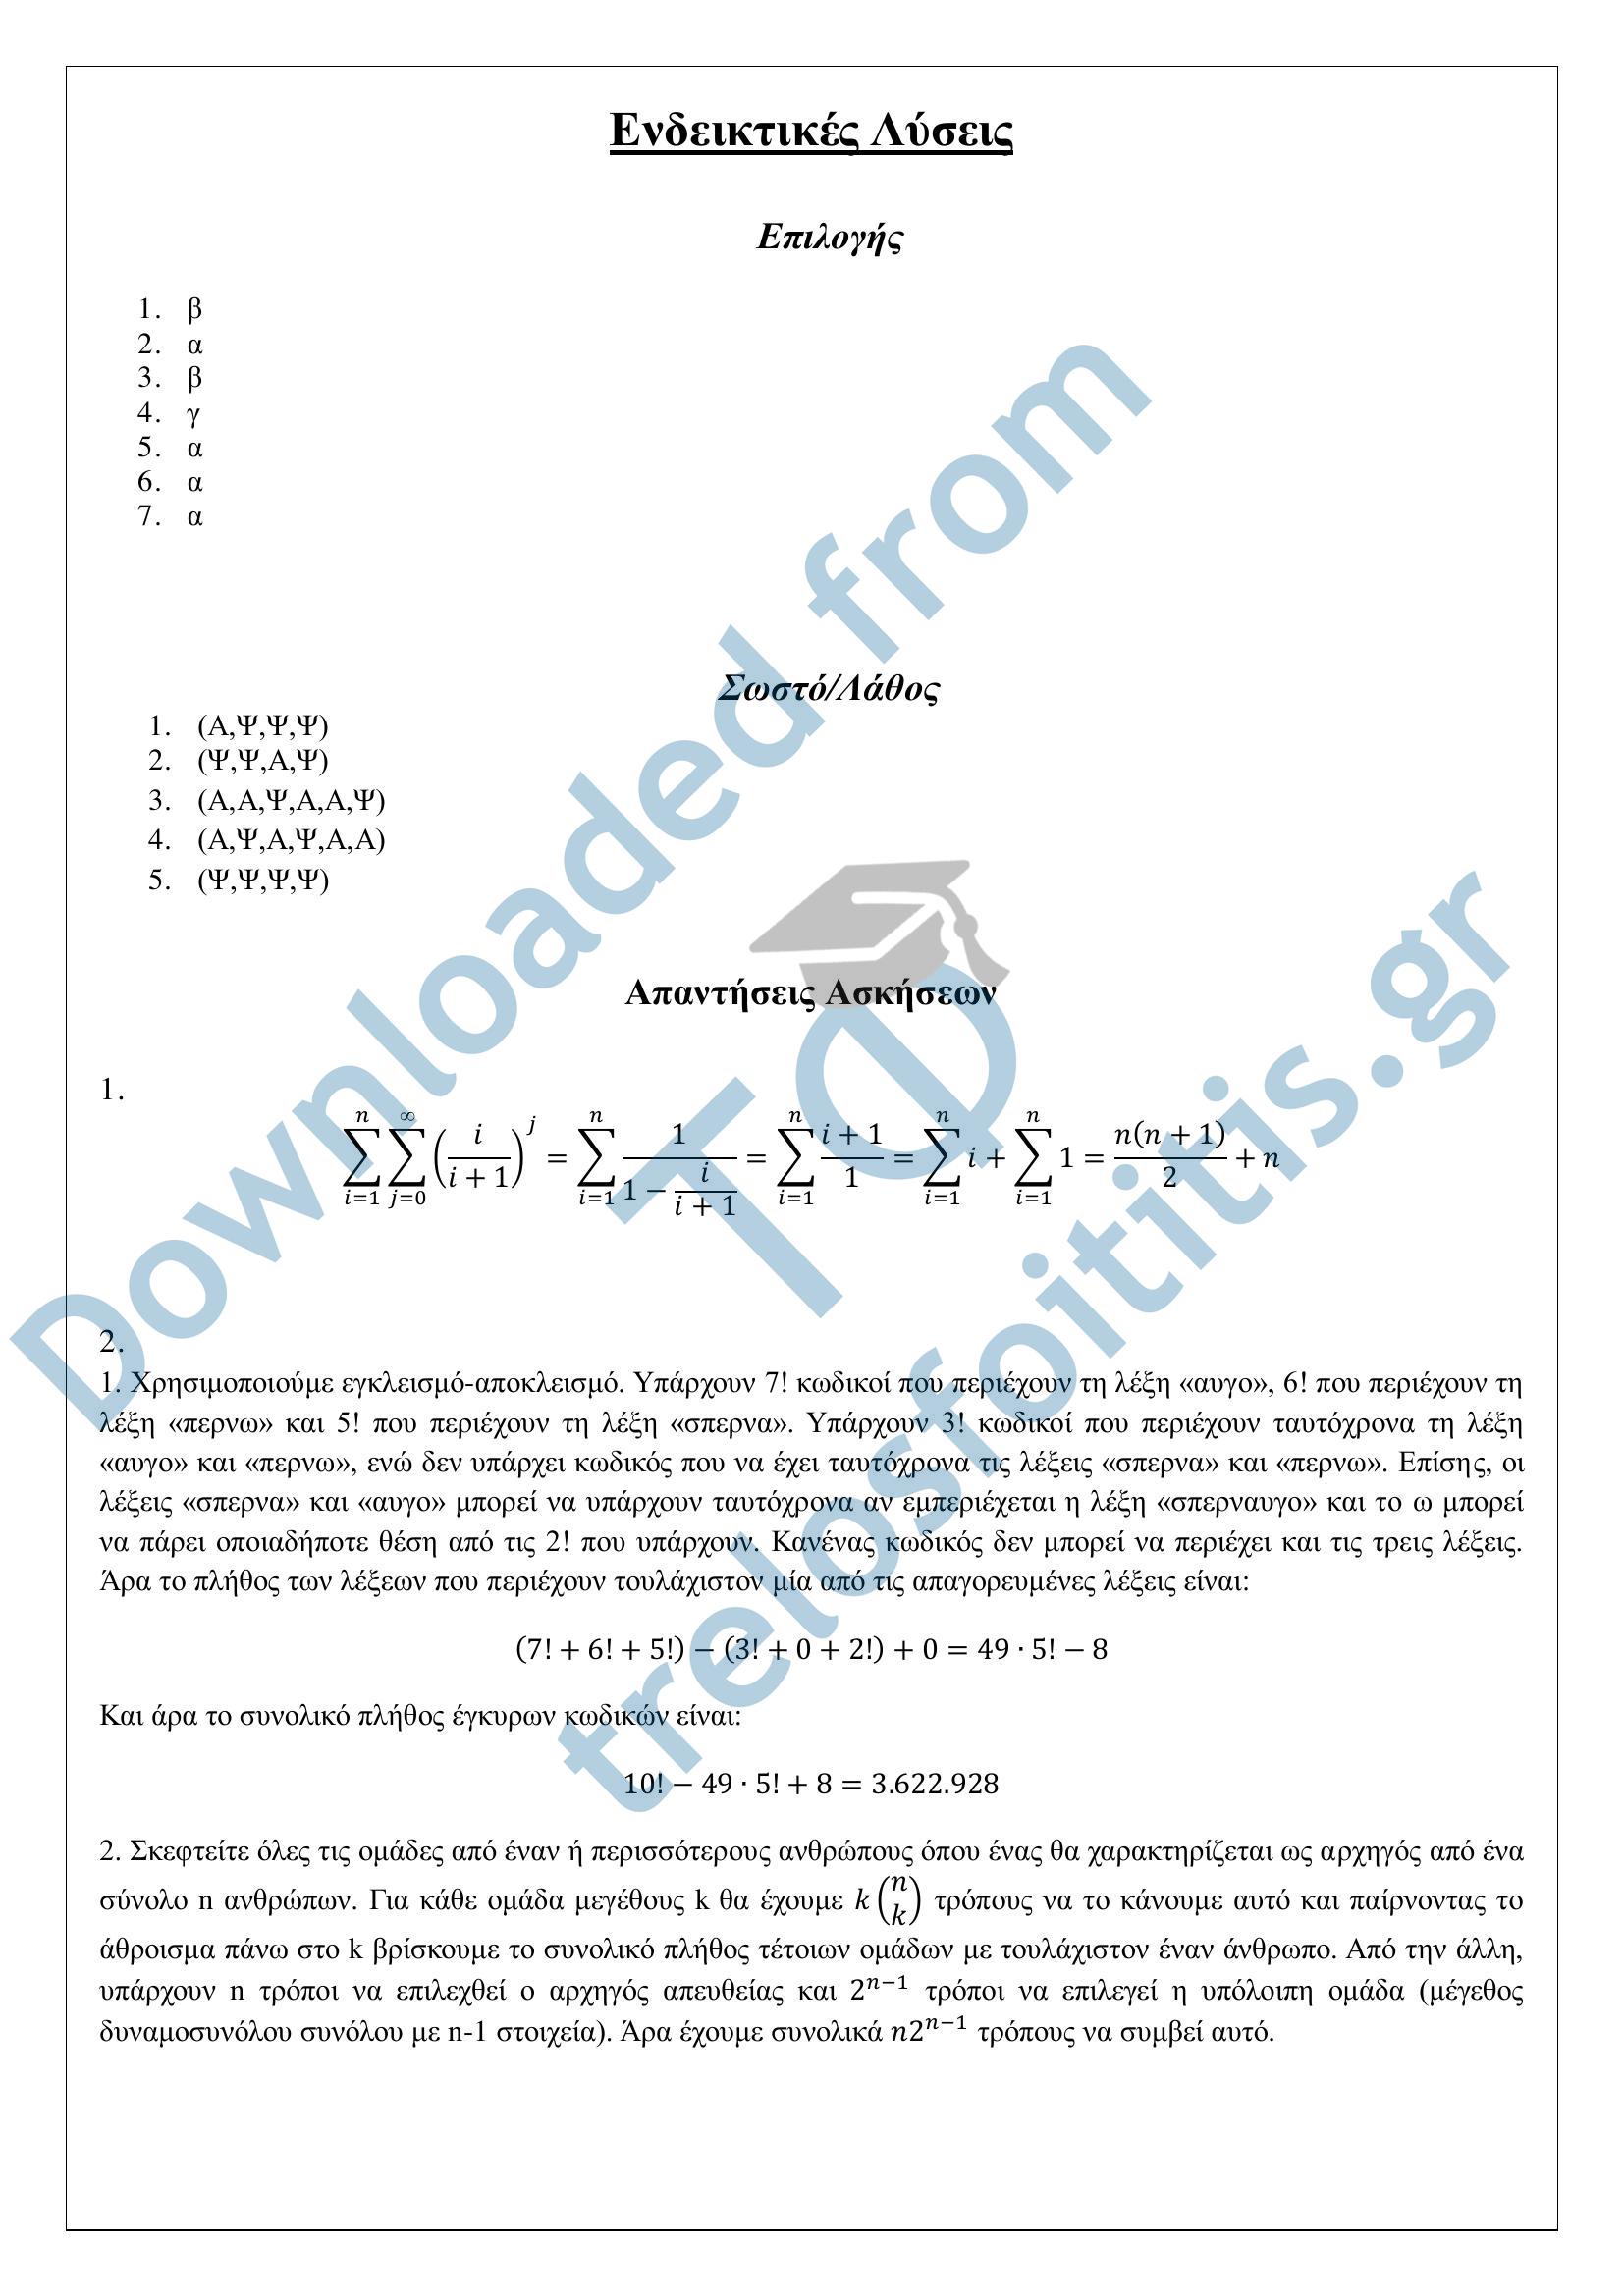 Ενδεικτικές Λύσεις
Επιλογής
1. β
2. α
3. β
4. γ
5. α
6. α
7. α
Σωστό/Λάθος
1. (Α,Ψ,Ψ,Ψ)
2. (Ψ,Ψ,Α,Ψ)
3. (Α,Α,Ψ,Α,Α,Ψ)
4. (Α,Ψ,Α,Ψ,Α,Α)
5. (Ψ,Ψ,Ψ,Ψ)
Απαντήσεις Ασκήσεων
1.
\sum_{i=1}^{n} \sum_{j=0}^{\infty} \left(\frac{i}{i+1}\right)^j = \sum_{i=1}^{n} \frac{1}{1-\frac{i}{i+1}} = \sum_{i=1}^{n} \frac{i+1}{1} = \sum_{i=1}^{n} i + \sum_{i=1}^{n} 1 = \frac{n(n+1)}{2} + n
2.
1. Χρησιμοποιούμε εγκλεισμό-αποκλεισμό. Υπάρχουν 7! κωδικοί που περιέχουν τη λέξη «αυγο», 6! που περιέχουν τη
λέξη «περνω» και 5! που περιέχουν τη λέξη «σπερνα». Υπάρχουν 3! κωδικοί που περιέχουν ταυτόχρονα τη λέξη
«αυγο» και «περνω», ενώ δεν υπάρχει κωδικός που να έχει ταυτόχρονα τις λέξεις «σπερνα» και «περνω». Επίσης, οι
λέξεις «σπερνα» και «αυγο» μπορεί να υπάρχουν ταυτόχρονα αν εμπεριέχεται η λέξη «σπερναυγο» και το ω μπορεί
να πάρει οποιαδήποτε θέση από τις 2! που υπάρχουν. Κανένας κωδικός δεν μπορεί να περιέχει και τις τρεις λέξεις.
Άρα το πλήθος των λέξεων που περιέχουν τουλάχιστον μία από τις απαγορευμένες λέξεις είναι:
(7! + 6! + 5!) − (3! + 0 + 2!) + 0 = 49 · 5! − 8
Και άρα το συνολικό πλήθος έγκυρων κωδικών είναι:
10! − 49 · 5! + 8 = 3.622.928
2. Σκεφτείτε όλες τις ομάδες από έναν ή περισσότερους ανθρώπους όπου ένας θα χαρακτηρίζεται ως αρχηγός από ένα
σύνολο n ανθρώπων. Για κάθε ομάδα μεγέθους k θα έχουμε k\binom{n}{k} τρόπους να το κάνουμε αυτό και παίρνοντας το
άθροισμα πάνω στο k βρίσκουμε το συνολικό πλήθος τέτοιων ομάδων με τουλάχιστον έναν άνθρωπο. Από την άλλη,
υπάρχουν n τρόποι να επιλεχθεί ο αρχηγός απευθείας και 2^{n−1} τρόποι να επιλεγεί η υπόλοιπη ομάδα (μέγεθος
δυναμοσυνόλου συνόλου με n-1 στοιχεία). Άρα έχουμε συνολικά n2^{n−1} τρόπους να συμβεί αυτό.
Downloaded from
ΤΦ
trelosfoititis.gr